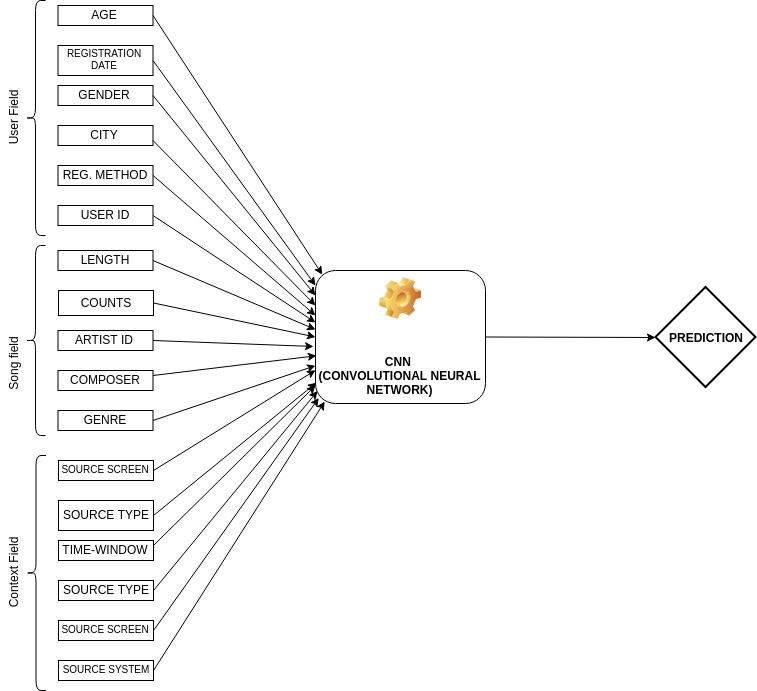 User Field
AGE
REGISTRATION
DATE
GENDER
CITY
REG. METHOD
USER ID
Song field
LENGTH
COUNTS
ARTIST ID
COMPOSER
GENRE
Context Field
SOURCE SCREEN
SOURCE TYPE
TIME-WINDOW
SOURCE TYPE
SOURCE SCREEN
SOURCE SYSTEM
CNN
(CONVOLUTIONAL NEURAL
NETWORK)
PREDICTION